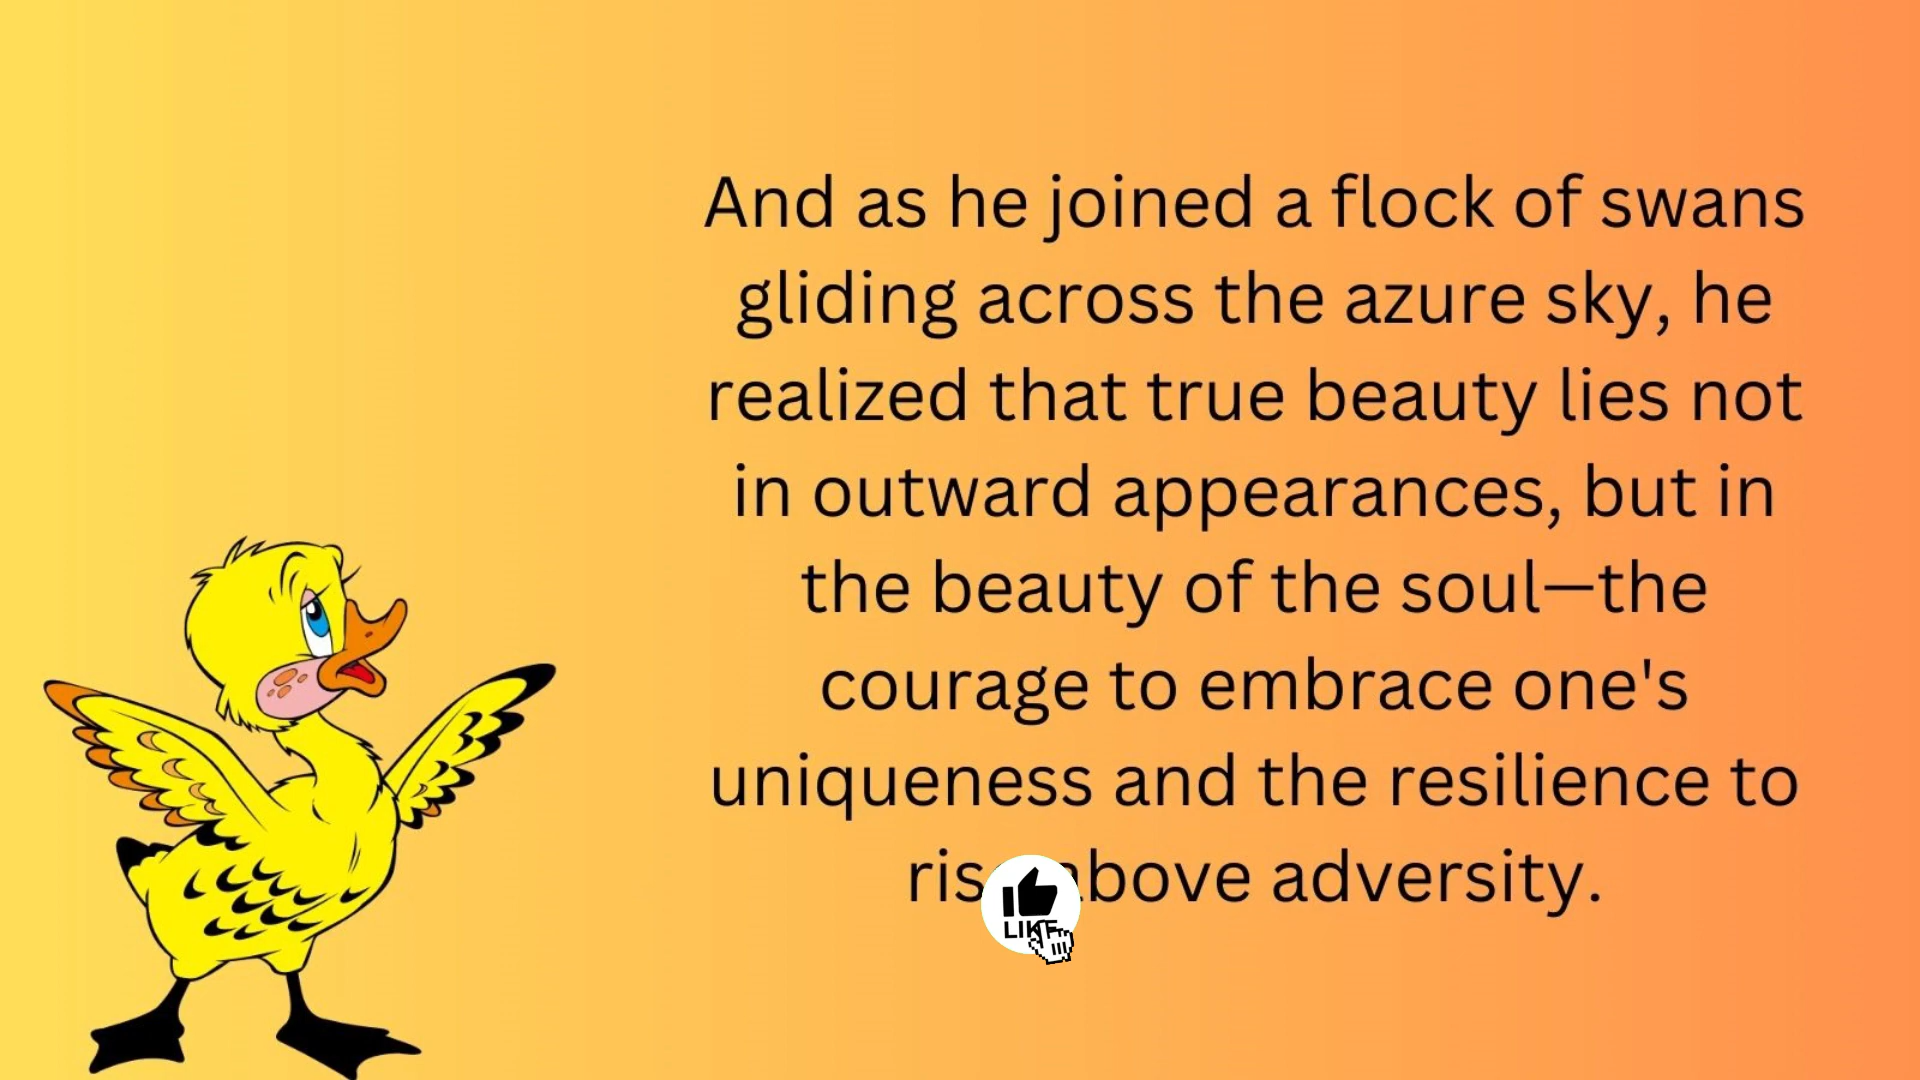 And as he joined a flock of swans
gliding across the azure sky, he
realized that true beauty lies not
in outward appearances, but in
the beauty of the soul—the
courage to embrace one's
uniqueness and the resilience to
above adversity.
LIKE